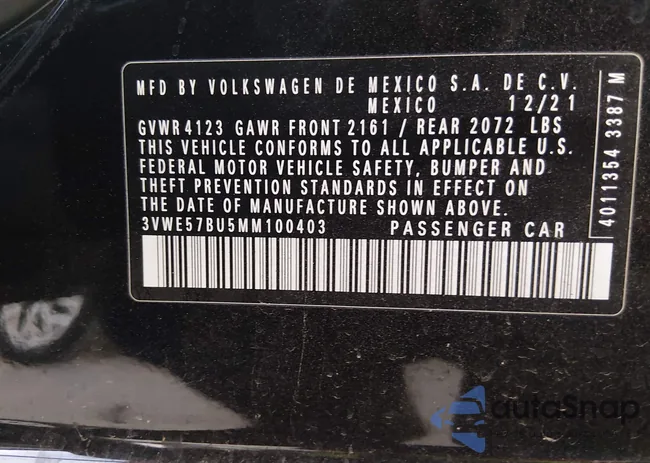 MFD BY VOLKSWAGEN DE MEXICO S.A. DE C.V.
MEXICO 12/21
GVWR 4123 GAWR FRONT 2161 / REAR 2072 LBS
THIS VEHICLE CONFORMS TO ALL APPLICABLE U.S.
FEDERAL MOTOR VEHICLE SAFETY, BUMPER AND
THEFT PREVENTION STANDARDS IN EFFECT ON
THE DATE OF MANUFACTURE SHOWN ABOVE.
3VWE57BU5MM100403 PASSENGER CAR
4011354 3387 M
autoSnap